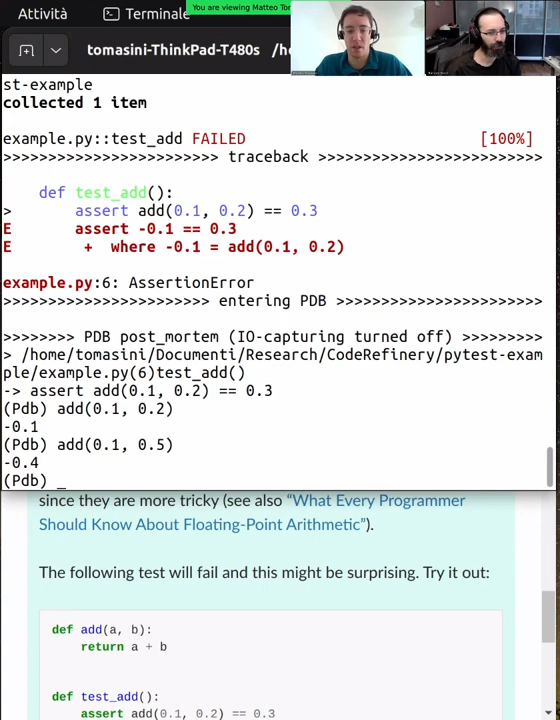 Attività
Terminale
You are viewing Matteo Tom
tomasini-ThinkPad-T480s
st-example
collected 1 item
example.py::test_add FAILED [100%]
>>>>>>>>>>>>>>>>>>>>>>>> traceback >>>>>>>>>>>>>>>>>>>>>>>>>
def test_add():
> assert add(0.1, 0.2) == 0.3
E assert -0.1 == 0.3
E + where -0.1 = add(0.1, 0.2)
example.py:6: AssertionError
>>>>>>>>>>>>>>>>>>>>>>> entering PDB >>>>>>>>>>>>>>>>>>>>>>>
>>>>>>>> PDB post_mortem (IO-capturing turned off) >>>>>>>>>
> /home/tomasini/Documenti/Research/CodeRefinery/pytest-exam
ple/example.py(6)test_add()
-> assert add(0.1, 0.2) == 0.3
(Pdb) add(0.1, 0.2)
-0.1
(Pdb) add(0.1, 0.5)
-0.4
(Pdb) _
since they are more tricky (see also “What Every Programmer
Should Know About Floating-Point Arithmetic”).
The following test will fail and this might be surprising. Try it out:
def add(a, b):
return a + b
def test_add():
assert add(0.1, 0.2) == 0.3